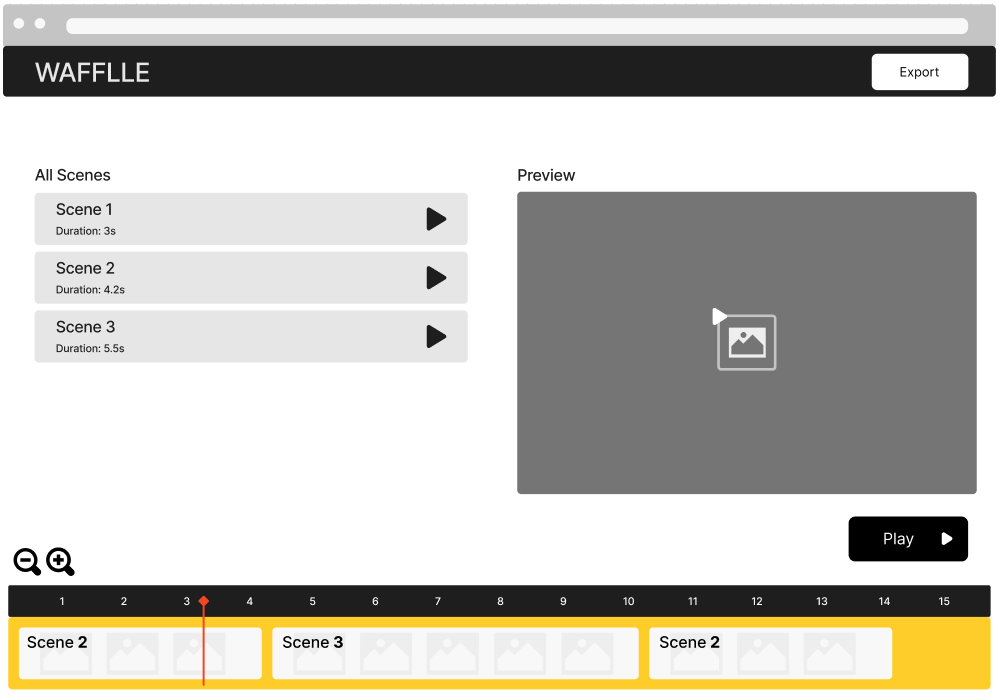 WAFFLLE
Export
All Scenes
Scene 1
Duration: 3s
Scene 2
Duration: 4.2s
Scene 3
Duration: 5.5s
Preview
Play
1 2 3 4 5 6 7 8 9 10 11 12 13 14 15
Scene 2 Scene 3 Scene 2